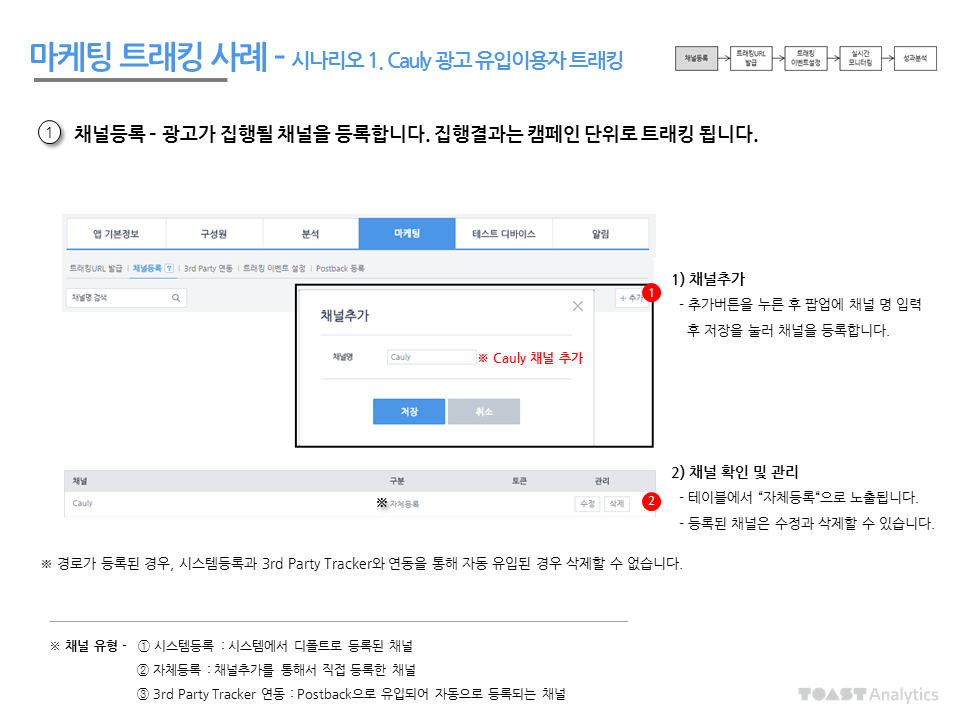 마케팅 트래킹 사례 - 시나리오 1. Cauly 광고 유입이용자 트래킹
채널등록 트래킹URL 발급 트래킹 이벤트설정 실시간 모니터링 성과분석
1 채널등록 - 광고가 집행될 채널을 등록합니다. 집행결과는 캠페인 단위로 트래킹 됩니다.
앱 기본정보 구성원 분석 마케팅 테스트 디바이스 알림
트래킹URL 발급 | 채널등록 ? | 3rd Party 연동 | 트래킹 이벤트 설정 | Postback 등록
채널명 검색
+ 추가
1
채널추가
채널명 Cauly ※ Cauly 채널 추가
저장 취소
1) 채널추가
- 추가버튼을 누른 후 팝업에 채널 명 입력
후 저장을 눌러 채널을 등록합니다.
채널 구분 토큰 관리
Cauly ※ 자체등록 수정 삭제
2
2) 채널 확인 및 관리
- 테이블에서 “자체등록“으로 노출됩니다.
- 등록된 채널은 수정과 삭제할 수 있습니다.
※ 경로가 등록된 경우, 시스템등록과 3rd Party Tracker와 연동을 통해 자동 유입된 경우 삭제할 수 없습니다.
※ 채널 유형 - ① 시스템등록 : 시스템에서 디폴트로 등록된 채널
② 자체등록 : 채널추가를 통해서 직접 등록한 채널
③ 3rd Party Tracker 연동 : Postback으로 유입되어 자동으로 등록되는 채널
TOAST Analytics